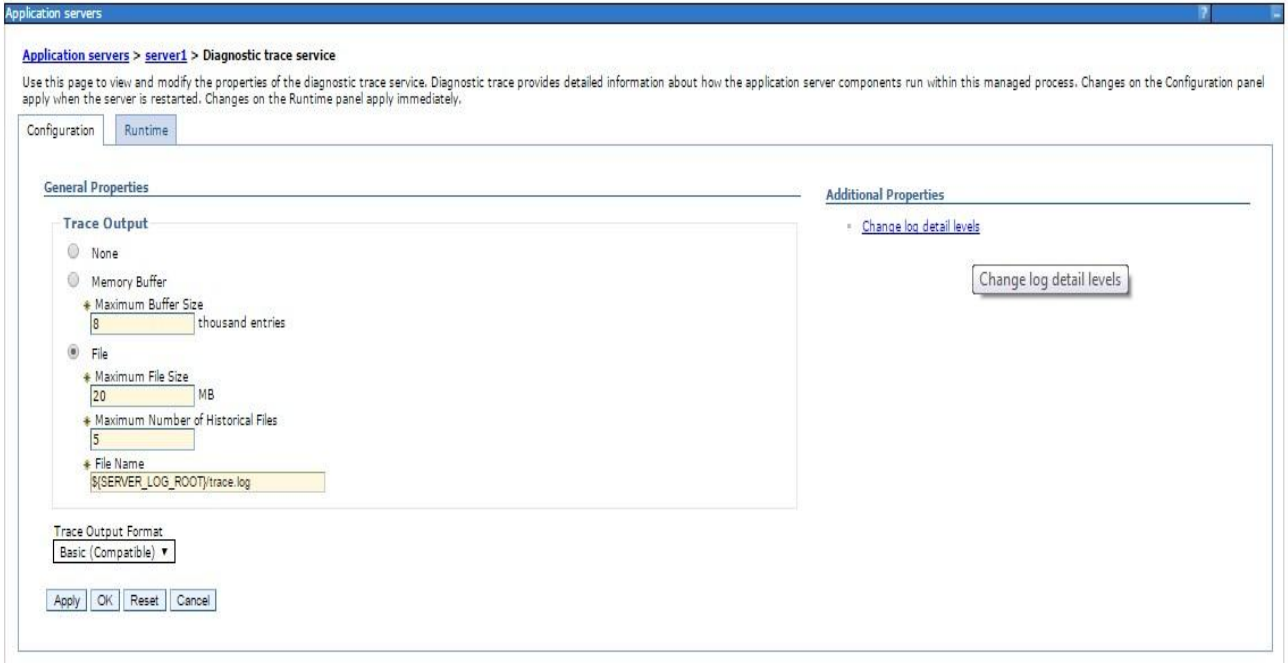 Application servers
?
Application servers > server1 > Diagnostic trace service
Use this page to view and modify the properties of the diagnostic trace service. Diagnostic trace provides detailed information about how the application server components run within this managed process. Changes on the Configuration panel
apply when the server is restarted. Changes on the Runtime panel apply immediately.
Configuration
Runtime
General Properties
Trace Output
None
Memory Buffer
Maximum Buffer Size
8 thousand entries
File
Maximum File Size
20 MB
Maximum Number of Historical Files
5
File Name
${SERVER_LOG_ROOT}/trace.log
Trace Output Format
Basic (Compatible)
Apply OK Reset Cancel
Additional Properties
Change log detail levels
Change log detail levels